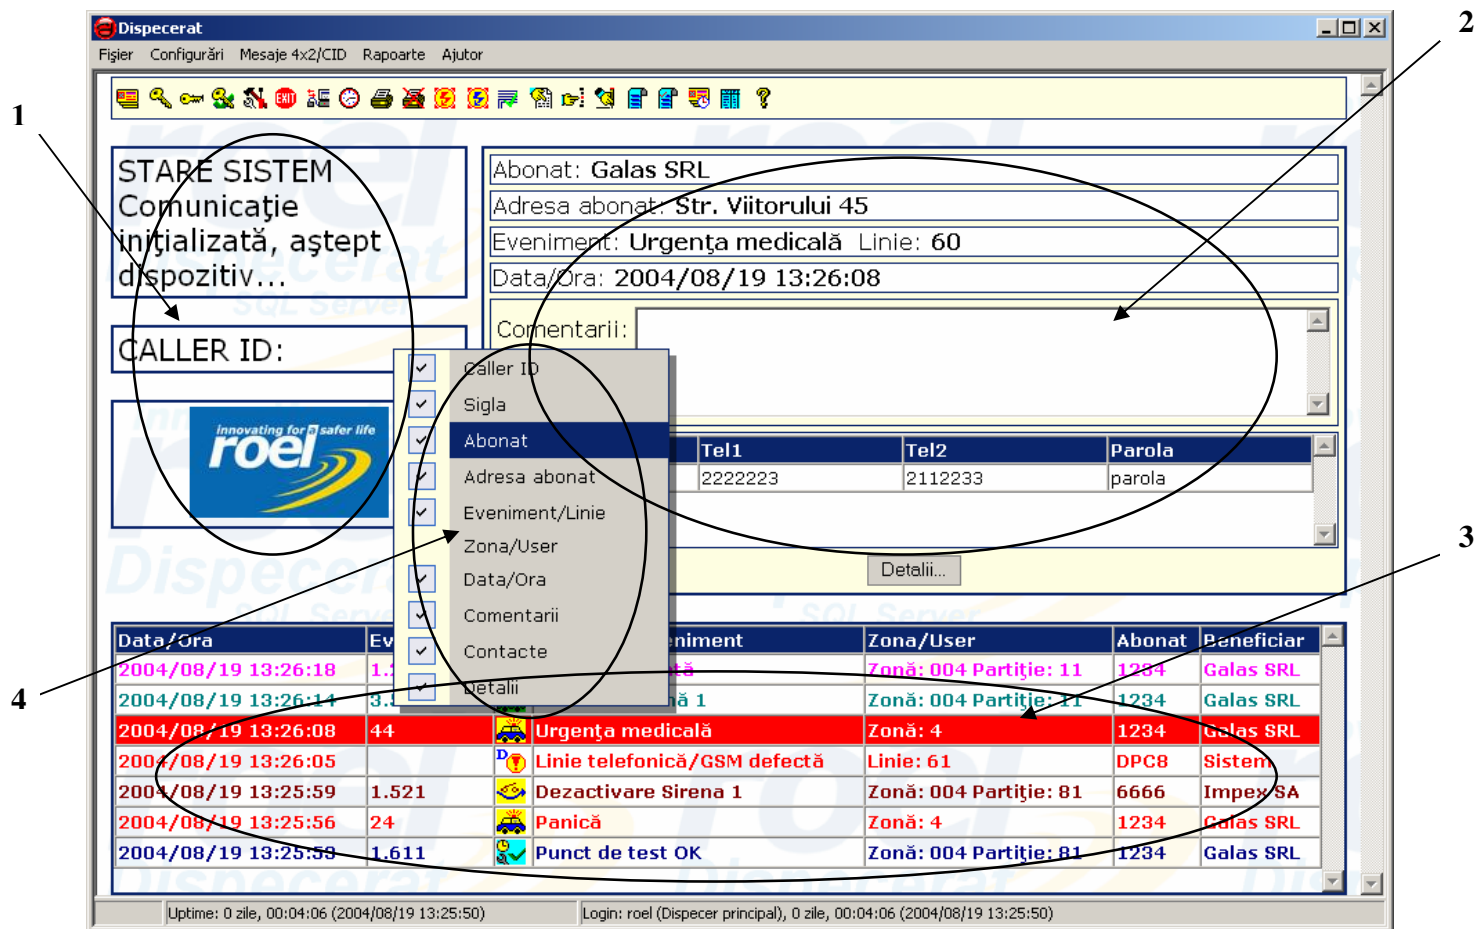 2
Dispecerat
Fişier Configurări Mesaje 4x2/CID Rapoarte Ajutor
EXIT
1
STARE SISTEM
Comunicaţie
iniţializată, aştept
dispozitiv...
CALLER ID:
innovating for a safer life
roel
Abonat: Galas SRL
Adresa abonat: Str. Viitorului 45
Eveniment: Urgenţa medicală Linie: 60
Data/Ora: 2004/08/19 13:26:08
Comentarii:
Tel1 Tel2 Parola
2222223 2112233 parola
Detalii...
Caller ID
Sigla
Abonat
Adresa abonat
Eveniment/Linie
Zona/User
Data/Ora
Comentarii
Contacte
Detalii
3
4
Data/Ora Ev eniment Zona/User Abonat Beneficiar
2004/08/19 13:26:18 1. Zonă: 004 Partiţie: 11 1234 Galas SRL
2004/08/19 13:26:14 3. nă 1 Zonă: 004 Partiţie: 11 1234 Galas SRL
2004/08/19 13:26:08 44 Urgenţa medicală Zonă: 4 1234 Galas SRL
2004/08/19 13:26:05 D Linie telefonică/GSM defectă Linie: 61 DPC8 Sistem
2004/08/19 13:25:59 1.521 Dezactivare Sirena 1 Zonă: 004 Partiţie: 81 6666 Impex SA
2004/08/19 13:25:56 24 Panică Zonă: 4 1234 Galas SRL
2004/08/19 13:25:53 1.611 Punct de test OK Zonă: 004 Partiţie: 81 1234 Galas SRL
Uptime: 0 zile, 00:04:06 (2004/08/19 13:25:50) Login: roel (Dispecer principal), 0 zile, 00:04:06 (2004/08/19 13:25:50)